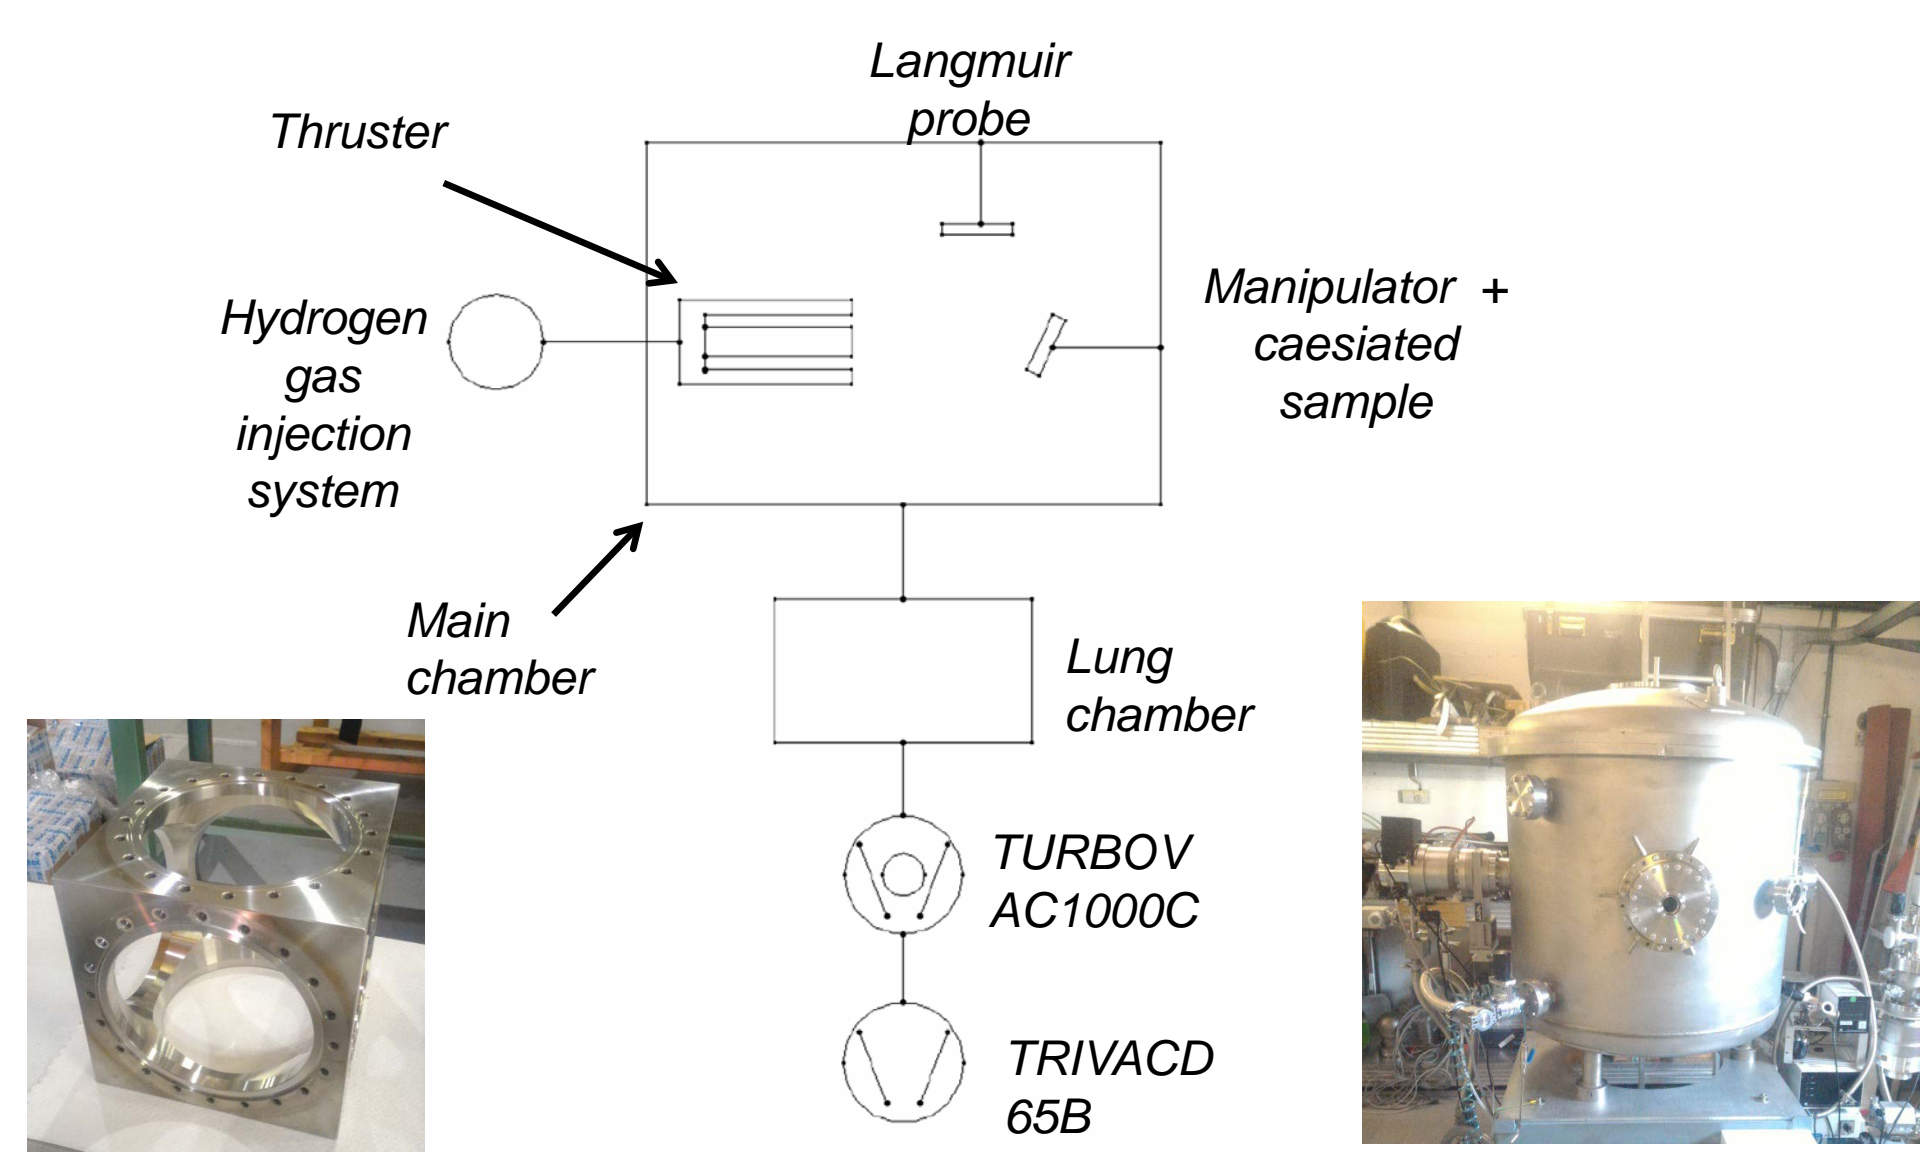 Langmuir
probe
Thruster
Hydrogen
gas
injection
system
Manipulator +
caesiated
sample
Main
chamber
Lung
chamber
TURBOV
AC1000C
TRIVACD
65B